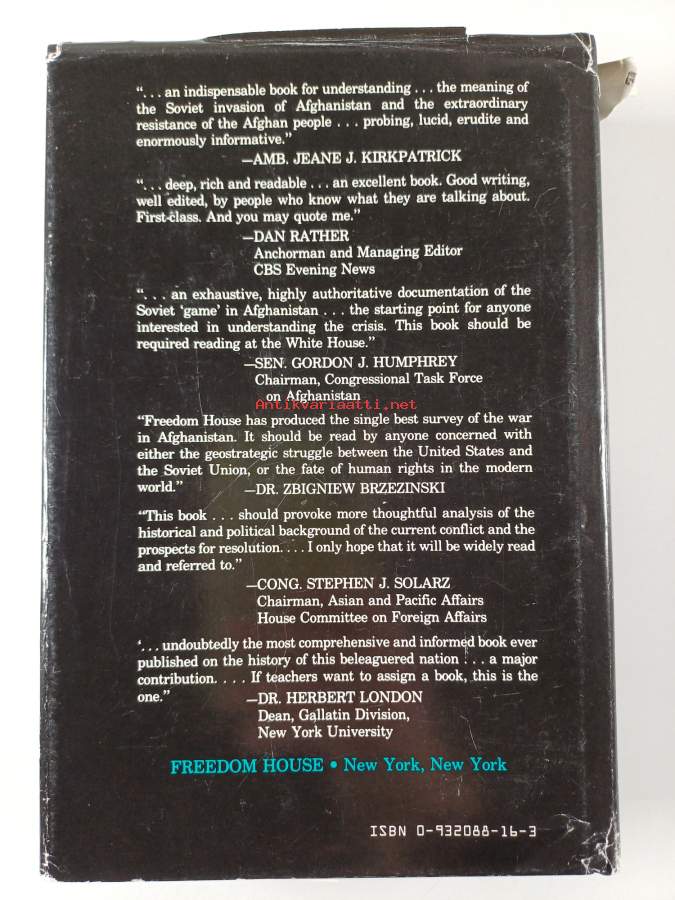 “. . . an indispensable book for understanding . . . the meaning of
the Soviet invasion of Afghanistan and the extraordinary
resistance of the Afghan people . . . probing, lucid, erudite and
enormously informative.”
—AMB. JEANE J. KIRKPATRICK
“. . . deep, rich and readable . . . an excellent book. Good writing,
well edited, by people who know what they are talking about.
First-class. And you may quote me.”
—DAN RATHER
Anchorman and Managing Editor
CBS Evening News
“. . . an exhaustive, highly authoritative documentation of the
Soviet ‘game’ in Afghanistan . . . the starting point for anyone
interested in understanding the crisis. This book should be
required reading at the White House.”
—SEN. GORDON J. HUMPHREY
Chairman, Congressional Task Force
on Afghanistan
Antikvariaatti.net
“Freedom House has produced the single best survey of the war
in Afghanistan. It should be read by anyone concerned with
either the geostrategic struggle between the United States and
the Soviet Union, or the fate of human rights in the modern
world.” —DR. ZBIGNIEW BRZEZINSKI
“This book . . . should provoke more thoughtful analysis of the
historical and political background of the current conflict and the
prospects for resolution. . . . I only hope that it will be widely read
and referred to.”
—CONG. STEPHEN J. SOLARZ
Chairman, Asian and Pacific Affairs
House Committee on Foreign Affairs
‘. . . undoubtedly the most comprehensive and informed book ever
published on the history of this beleaguered nation . . . a major
contribution. . . . If teachers want to assign a book, this is the
one.” —DR. HERBERT LONDON
Dean, Gallatin Division,
New York University
FREEDOM HOUSE • New York, New York
ISBN 0-932088-16-3